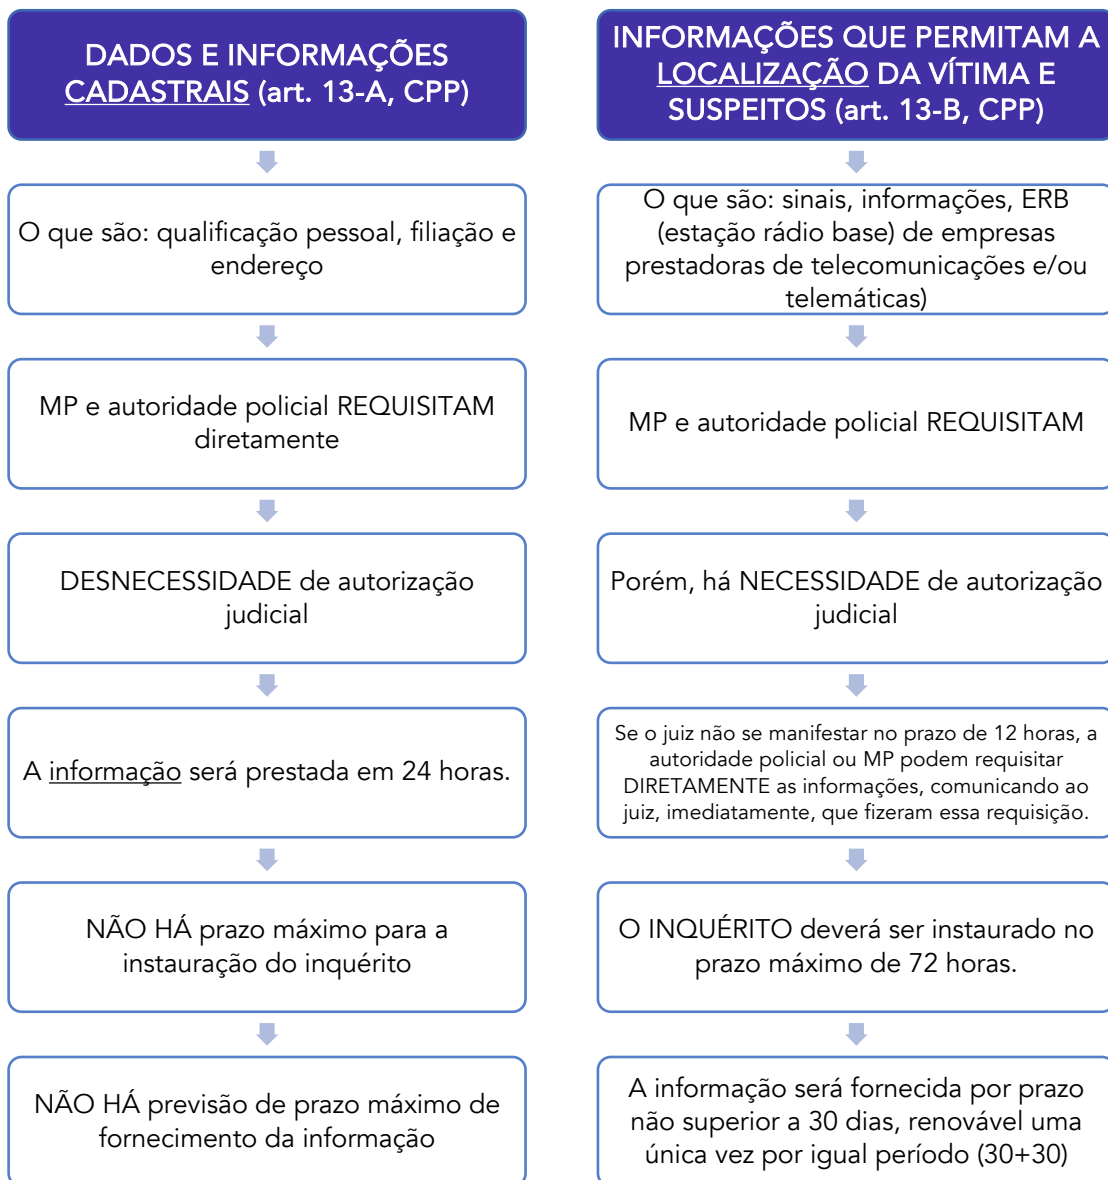 DADOS E INFORMAÇÕES
CADASTRAIS (art. 13-A, CPP)
O que são: qualificação pessoal, filiação e
endereço
MP e autoridade policial REQUISITAM
diretamente
DESNECESSIDADE de autorização
judicial
A informação será prestada em 24 horas.
NÃO HÁ prazo máximo para a
instauração do inquérito
NÃO HÁ previsão de prazo máximo de
fornecimento da informação
INFORMAÇÕES QUE PERMITAM A
LOCALIZAÇÃO DA VÍTIMA E
SUSPEITOS (art. 13-B, CPP)
O que são: sinais, informações, ERB
(estação rádio base) de empresas
prestadoras de telecomunicações e/ou
telemáticas)
MP e autoridade policial REQUISITAM
Porém, há NECESSIDADE de autorização
judicial
Se o juiz não se manifestar no prazo de 12 horas, a
autoridade policial ou MP podem requisitar
DIRETAMENTE as informações, comunicando ao
juiz, imediatamente, que fizeram essa requisição.
O INQUÉRITO deverá ser instaurado no
prazo máximo de 72 horas.
A informação será fornecida por prazo
não superior a 30 dias, renovável uma
única vez por igual período (30+30)